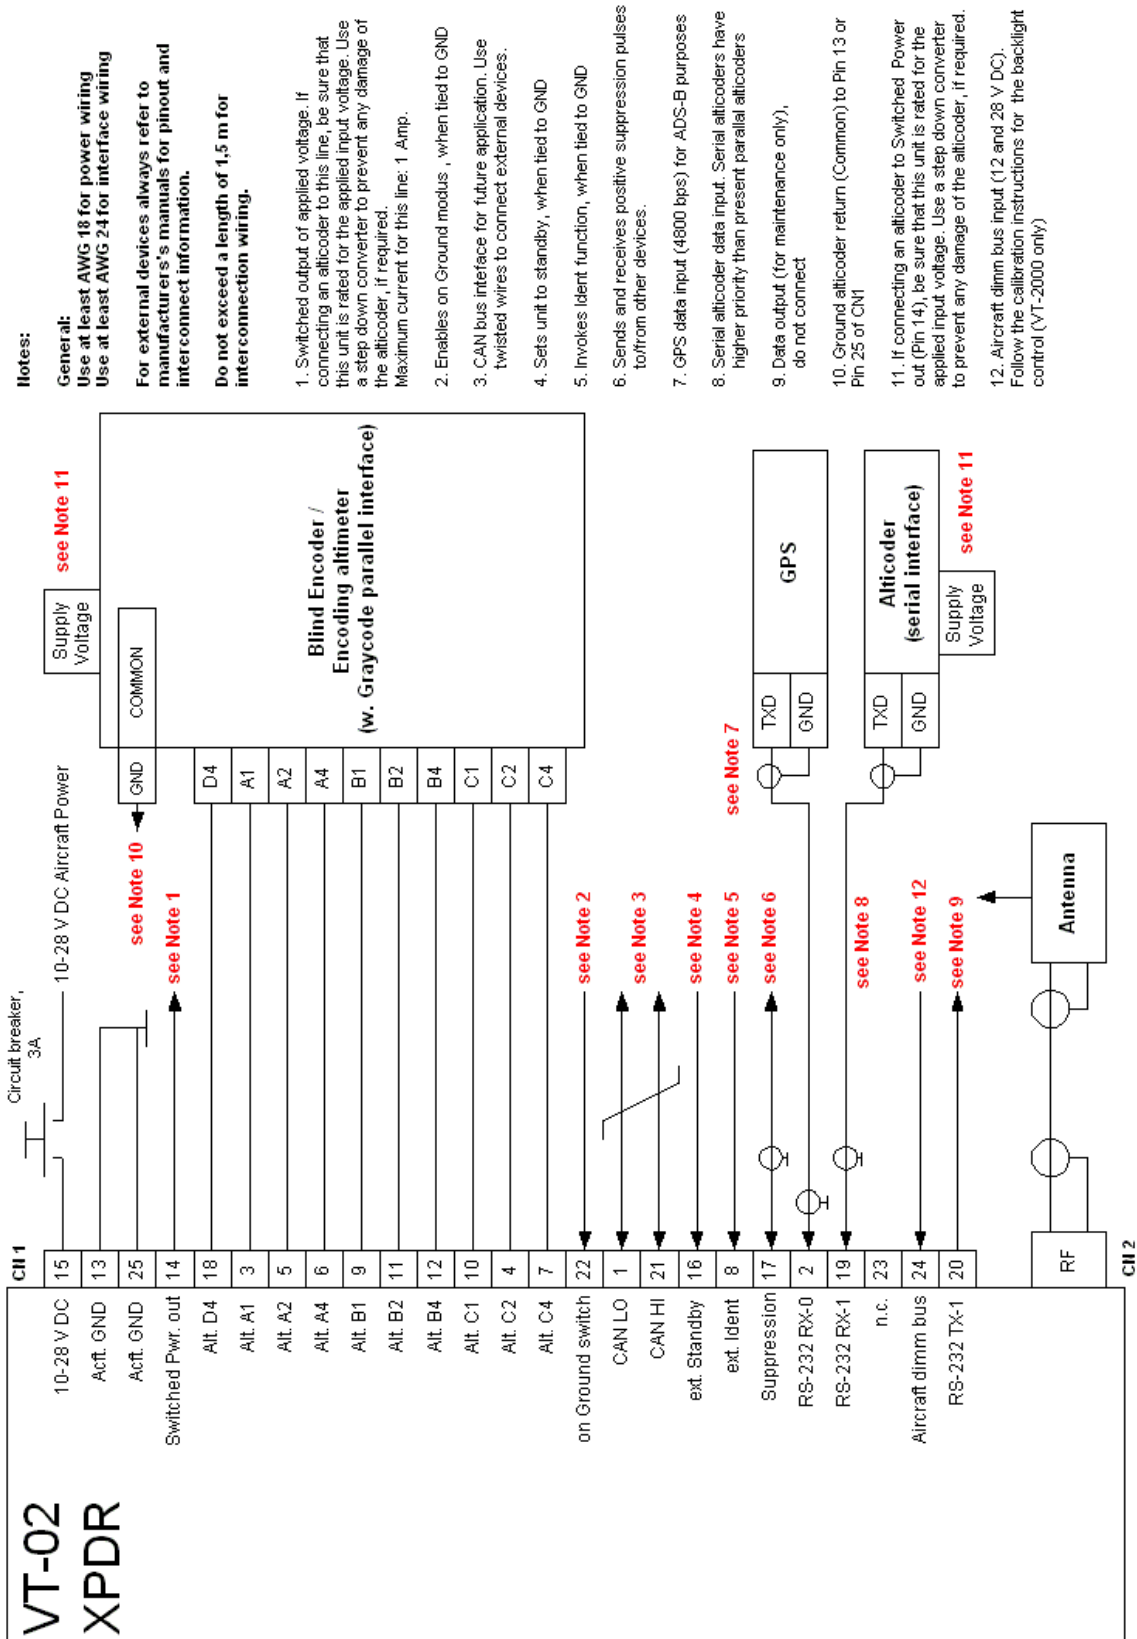 VT-02
XPDR
CN 1
10-28 V DC 15
Acft. GND 13
Acft. GND 25
Switched Pwr. out 14
Alt. D4 18
Alt. A1 3
Alt. A2 5
Alt. A4 6
Alt. B1 9
Alt. B2 11
Alt. B4 12
Alt. C1 10
Alt. C2 4
Alt. C4 7
on Ground switch 22
CAN LO 1
CAN HI 21
ext. Standby 16
ext. Ident 8
Suppression 17
RS-232 RX-0 2
RS-232 RX-1 19
n.c. 23
Aircraft dimm bus 24
RS-232 TX-1 20
RF
CN 2
Circuit breaker,
3A
10-28 V DC Aircraft Power
see Note 10
see Note 1
see Note 2
see Note 3
see Note 4
see Note 5
see Note 6
see Note 8
see Note 12
see Note 9
Antenna
Supply
Voltage
see Note 11
GND COMMON
D4
A1
A2
A4
B1
B2
B4
C1
C2
C4
Blind Encoder /
Encoding altimeter
(w. Graycode parallel interface)
see Note 7
TXD
GND
GPS
TXD
GND
Alticoder
(serial interface)
Supply
Voltage
see Note 11
Notes:
General:
Use at least AWG 18 for power wiring
Use at least AWG 24 for interface wiring
For external devices always refer to
manufacturers's manuals for pinout and
interconnect information.
Do not exceed a length of 1,5 m for
interconnection wiring.
1. Switched output of applied voltage. If
connecting an alticoder to this line, be sure that
this unit is rated for the applied input voltage. Use
a step down converter to prevent any damage of
the alticoder, if required.
Maximum current for this line: 1 Amp.
2. Enables on Ground modus , when tied to GND
3. CAN bus inteface for future application. Use
twisted wires to connect external devices.
4. Sets unit to standby, when tied to GND
5. Invokes Ident function, when tied to GND
6. Sends and receives positive suppression pulses
to/from other devices.
7. GPS data input (4800 bps) for ADS-B purposes
8. Serial alticoder data input. Serial alticoders have
higher priority than present parallel alticoders
9. Data output (for maintenance only),
do not connect
10. Ground alticoder return (Common) to Pin 13 or
Pin 25 of CN1
11. If connecting an alticoder to Switched Power
out (Pin 14), be sure that this unit is rated for the
applied input voltage. Use a step down converter
to prevent any damage of the alticoder, if required.
12. Aircraft dimm bus input (12 and 28 V DC).
Follow the calibration instructions for the backlight
control (VT-2000 only)